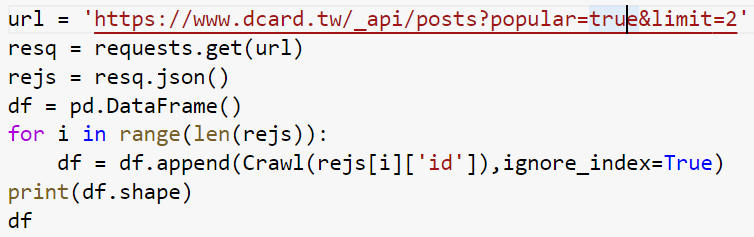 url = 'https://www.dcard.tw/_api/posts?popular=true&limit=2'
resq = requests.get(url)
rejs = resq.json()
df = pd.DataFrame()
for i in range(len(rejs)):
    df = df.append(Crawl(rejs[i]['id']),ignore_index=True)
print(df.shape)
df